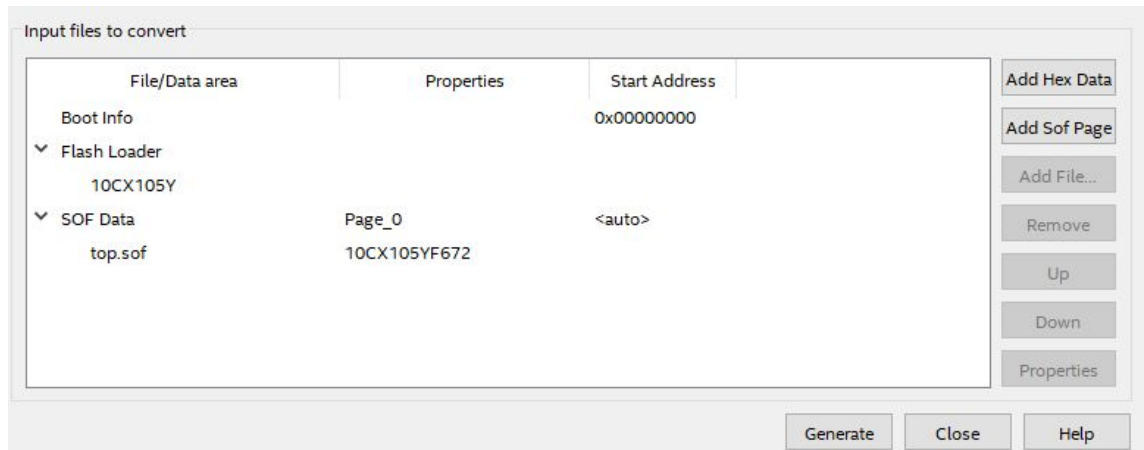 Input files to convert
File/Data area Properties Start Address
Add Hex Data
Boot Info 0x00000000
Add Sof Page
Flash Loader
10CX105Y
Add File...
SOF Data Page_0 <auto>
Remove
top.sof 10CX105YF672
Up
Down
Properties
Generate Close Help